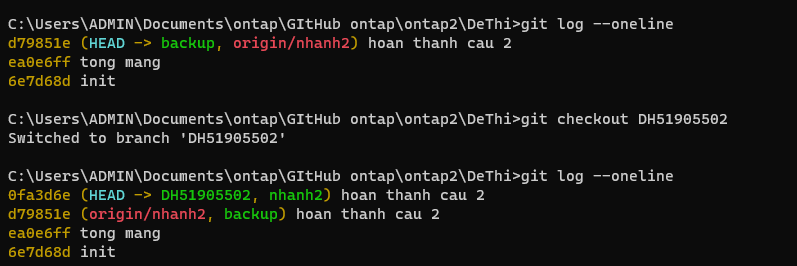 C:\Users\ADMIN\Documents\ontap\GItHub ontap\ontap2\DeThi>git log --oneline
d79851e (HEAD -> backup, origin/nhanh2) hoan thanh cau 2
ea0e6ff tong mang
6e7d68d init
C:\Users\ADMIN\Documents\ontap\GItHub ontap\ontap2\DeThi>git checkout DH51905502
Switched to branch 'DH51905502'
C:\Users\ADMIN\Documents\ontap\GItHub ontap\ontap2\DeThi>git log --oneline
0fa3d6e (HEAD -> DH51905502, nhanh2) hoan thanh cau 2
d79851e (origin/nhanh2, backup) hoan thanh cau 2
ea0e6ff tong mang
6e7d68d init